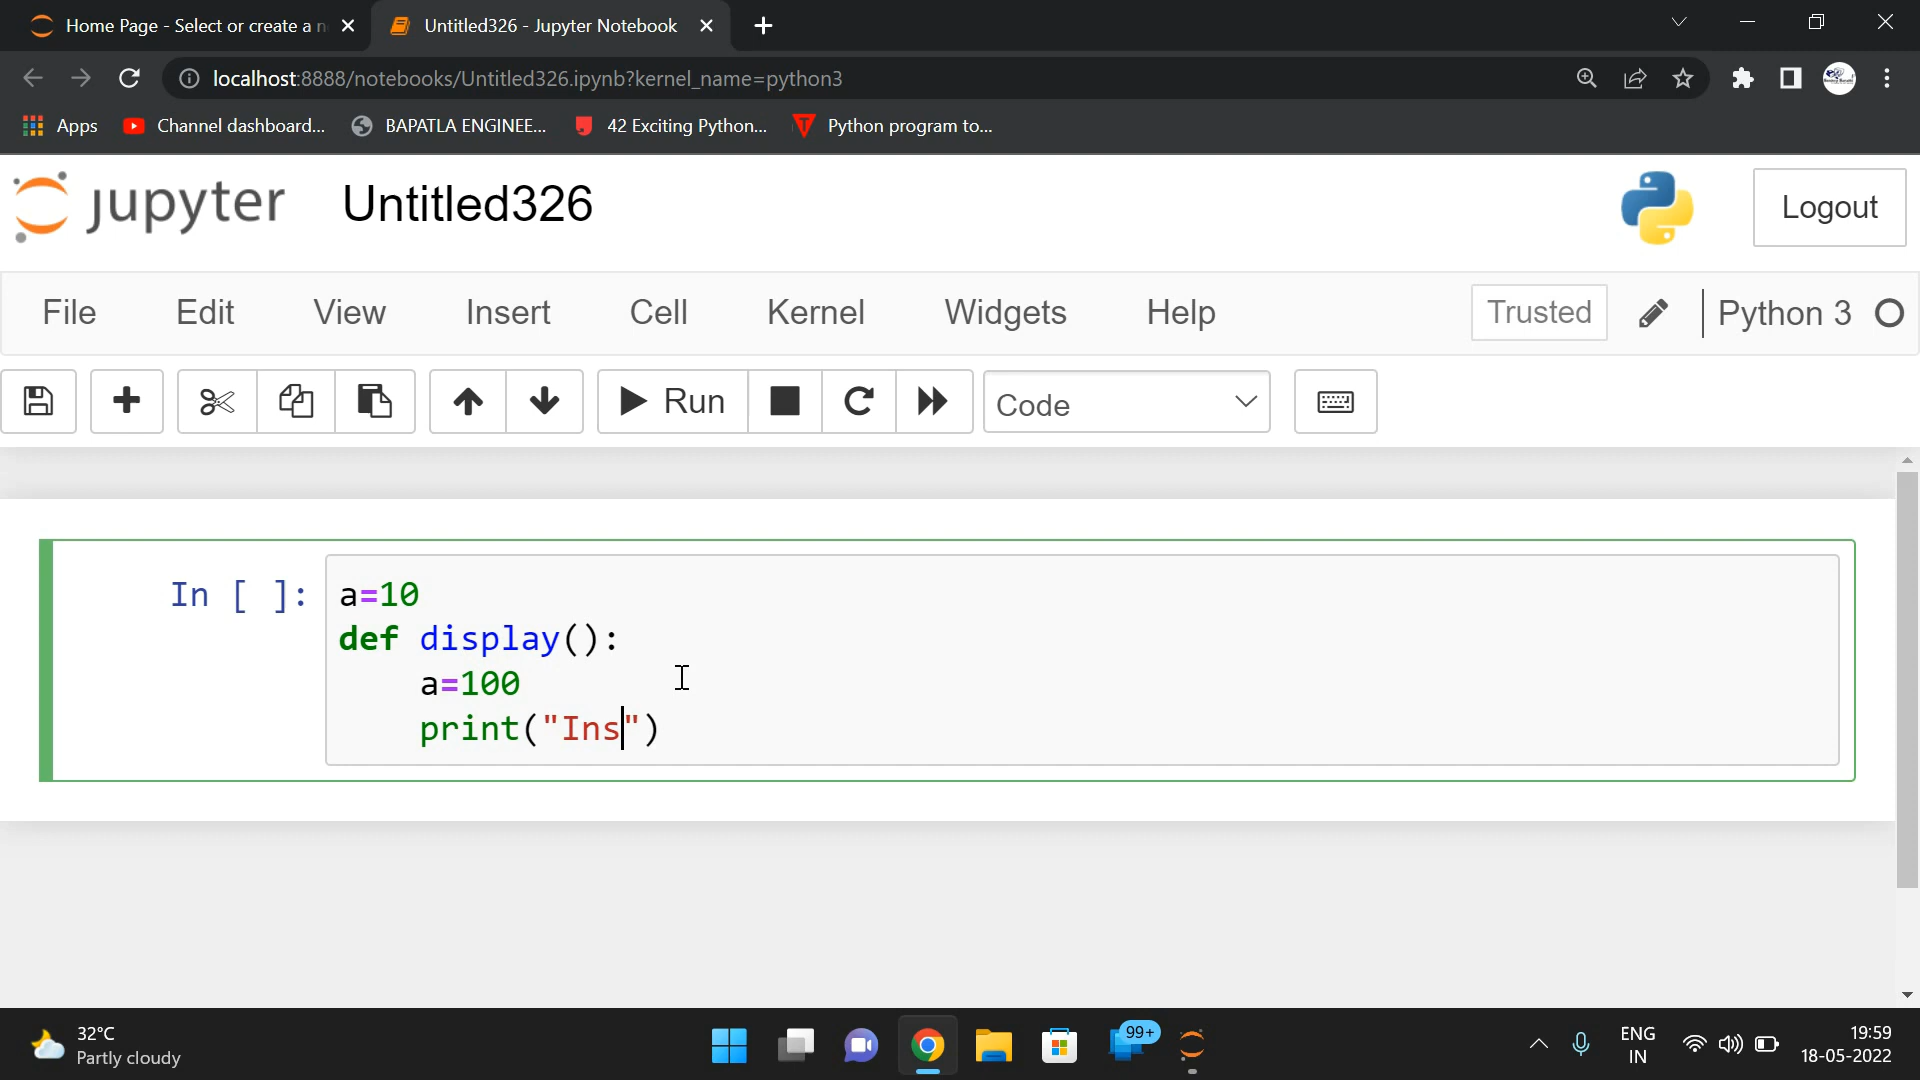 Home Page - Select or create a n
Untitled326 - Jupyter Notebook
localhost:8888/notebooks/Untitled326.ipynb?kernel_name=python3
Apps
Channel dashboard...
BAPATLA ENGINEE...
42 Exciting Python...
Python program to...
jupyter
Untitled326
Logout
File Edit View Insert Cell Kernel Widgets Help
Trusted
Python 3
Run
Code
In [ ]:
a=10
def display():
    a=100
    print("Ins")
32°C
Partly cloudy
99+
ENG
IN
19:59
18-05-2022